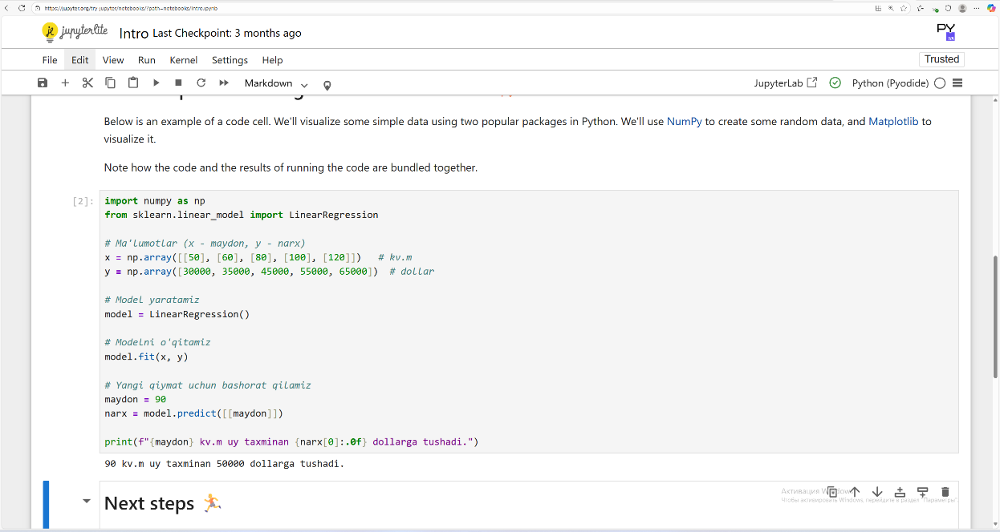 https://jupyter.org/try-jupyter/notebooks/?path=notebooks/Intro.ipynb
jupyterlite Intro Last Checkpoint: 3 months ago
PY
File Edit View Run Kernel Settings Help
Trusted
Markdown
JupyterLab
Python (Pyodide)
Below is an example of a code cell. We'll visualize some simple data using two popular packages in Python. We'll use NumPy to create some random data, and Matplotlib to
visualize it.
Note how the code and the results of running the code are bundled together.
[2]:
import numpy as np
from sklearn.linear_model import LinearRegression
# Ma'lumotlar (x - maydon, y - narx)
x = np.array([[50], [60], [80], [100], [120]])   # kv.m
y = np.array([30000, 35000, 45000, 55000, 65000])  # dollar
# Model yaratamiz
model = LinearRegression()
# Modelni o'qitamiz
model.fit(x, y)
# Yangi qiymat uchun bashorat qilamiz
maydon = 90
narx = model.predict([[maydon]])
print(f"{maydon} kv.m uy taxminan {narx[0]:.0f} dollarga tushadi.")
90 kv.m uy taxminan 50000 dollarga tushadi.
Next steps 🏃
Активация
Чтобы активировать Windows, перейдите в раздел "Параметры".